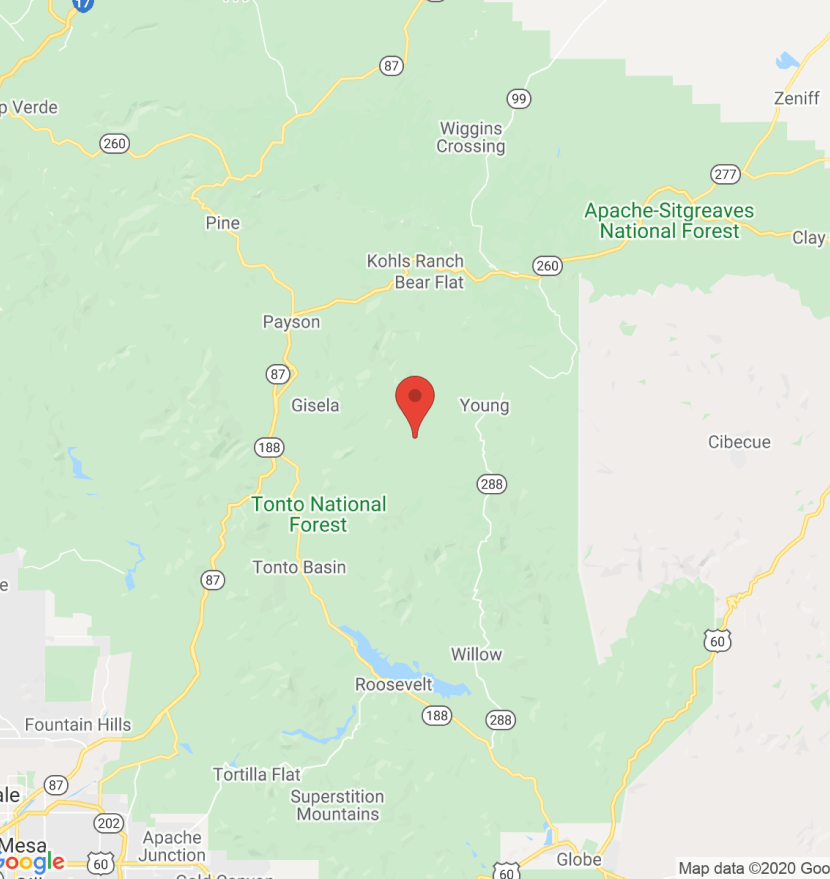 17
87
99
Zeniff
p Verde
Wiggins
Crossing
260
277
Apache-Sitgreaves
National Forest
Pine
Clay
Kohls Ranch
260
Bear Flat
Payson
87
Gisela
Young
Cibecue
188
288
Tonto National
Forest
Tonto Basin
87
e
60
Willow
Roosevelt
188
288
Fountain Hills
Tortilla Flat
87
ale
Superstition
Mountains
202
Apache
Junction
Mesa
Google
60
Globe
60
Map data ©2020 Goo